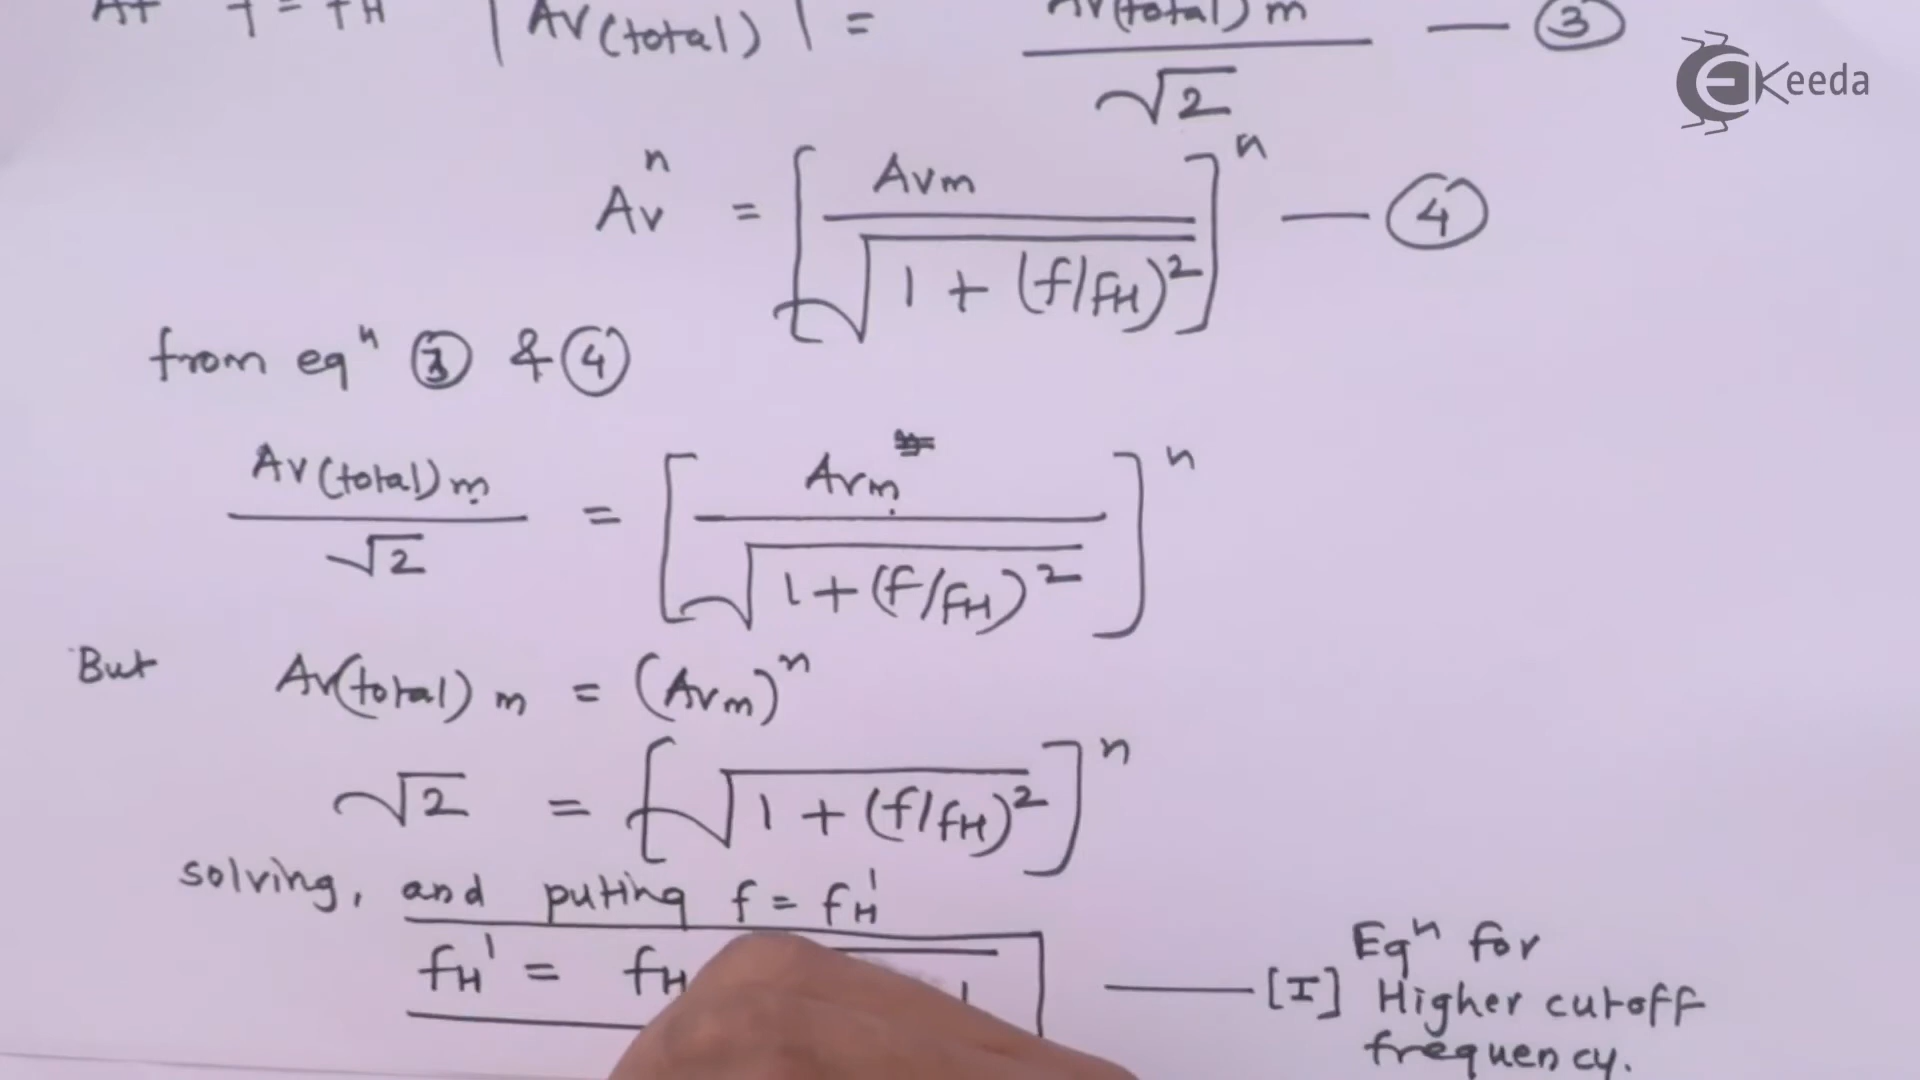 At f = fH |Av(total)| = Av(total)m / √2 — ③
EKeeda
Av^n = [Avm / √1 + (f/fH)²]^n — ④
from eq^n ③ & ④
Av(total)m / √2 = [Avm / √1 + (f/fH)²]^n
But Av(total)m = (Avm)^n
√2 = [√1 + (f/fH)²]^n
solving, and puting f = fH'
fH' = fH
— [I] Eq^n for
Higher cutoff
frequency.